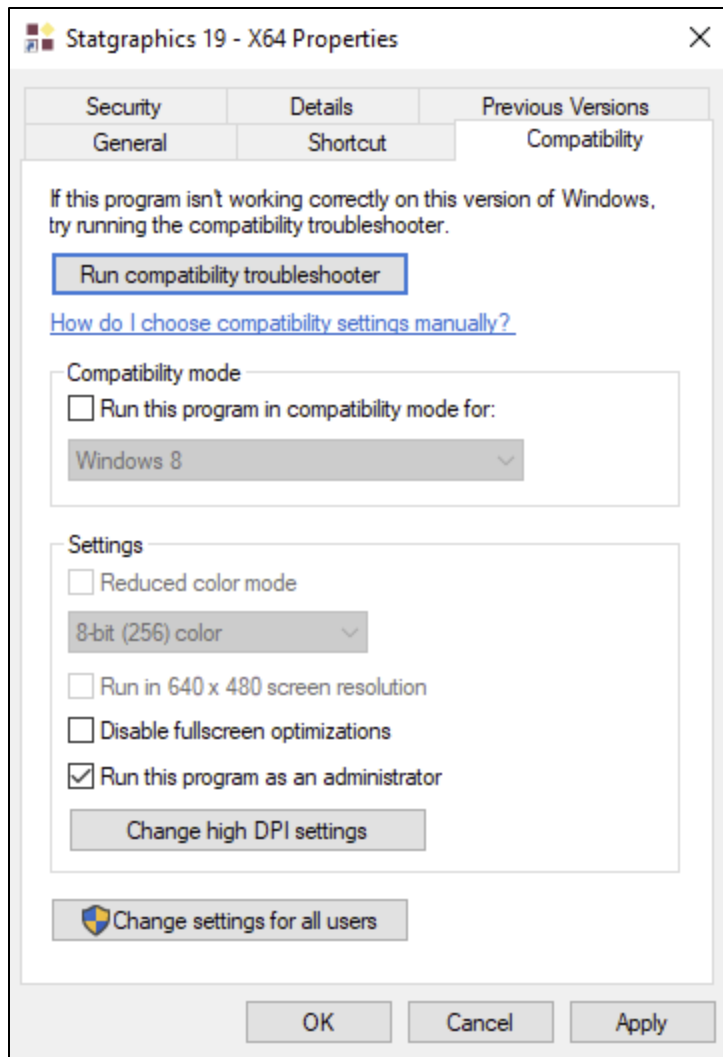 Statgraphics 19 - X64 Properties
Security Details Previous Versions
General Shortcut Compatibility
If this program isn't working correctly on this version of Windows,
try running the compatibility troubleshooter.
Run compatibility troubleshooter
How do I choose compatibility settings manually?
Compatibility mode
Run this program in compatibility mode for:
Windows 8
Settings
Reduced color mode
8-bit (256) color
Run in 640 x 480 screen resolution
Disable fullscreen optimizations
Run this program as an administrator
Change high DPI settings
Change settings for all users
OK Cancel Apply